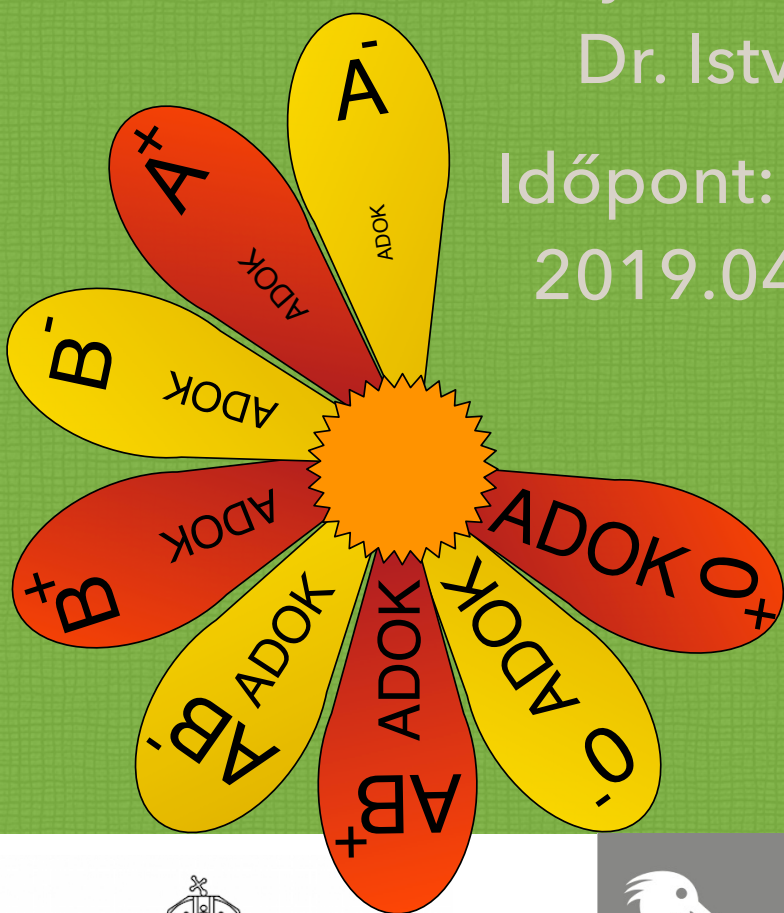 Dr. Istv
Időpont:
2019.04
A-
ADOK
A+
ADOK
B-
ADOK
B+
ADOK
AB-
ADOK
AB+
ADOK
O-
ADOK
O+
ADOK